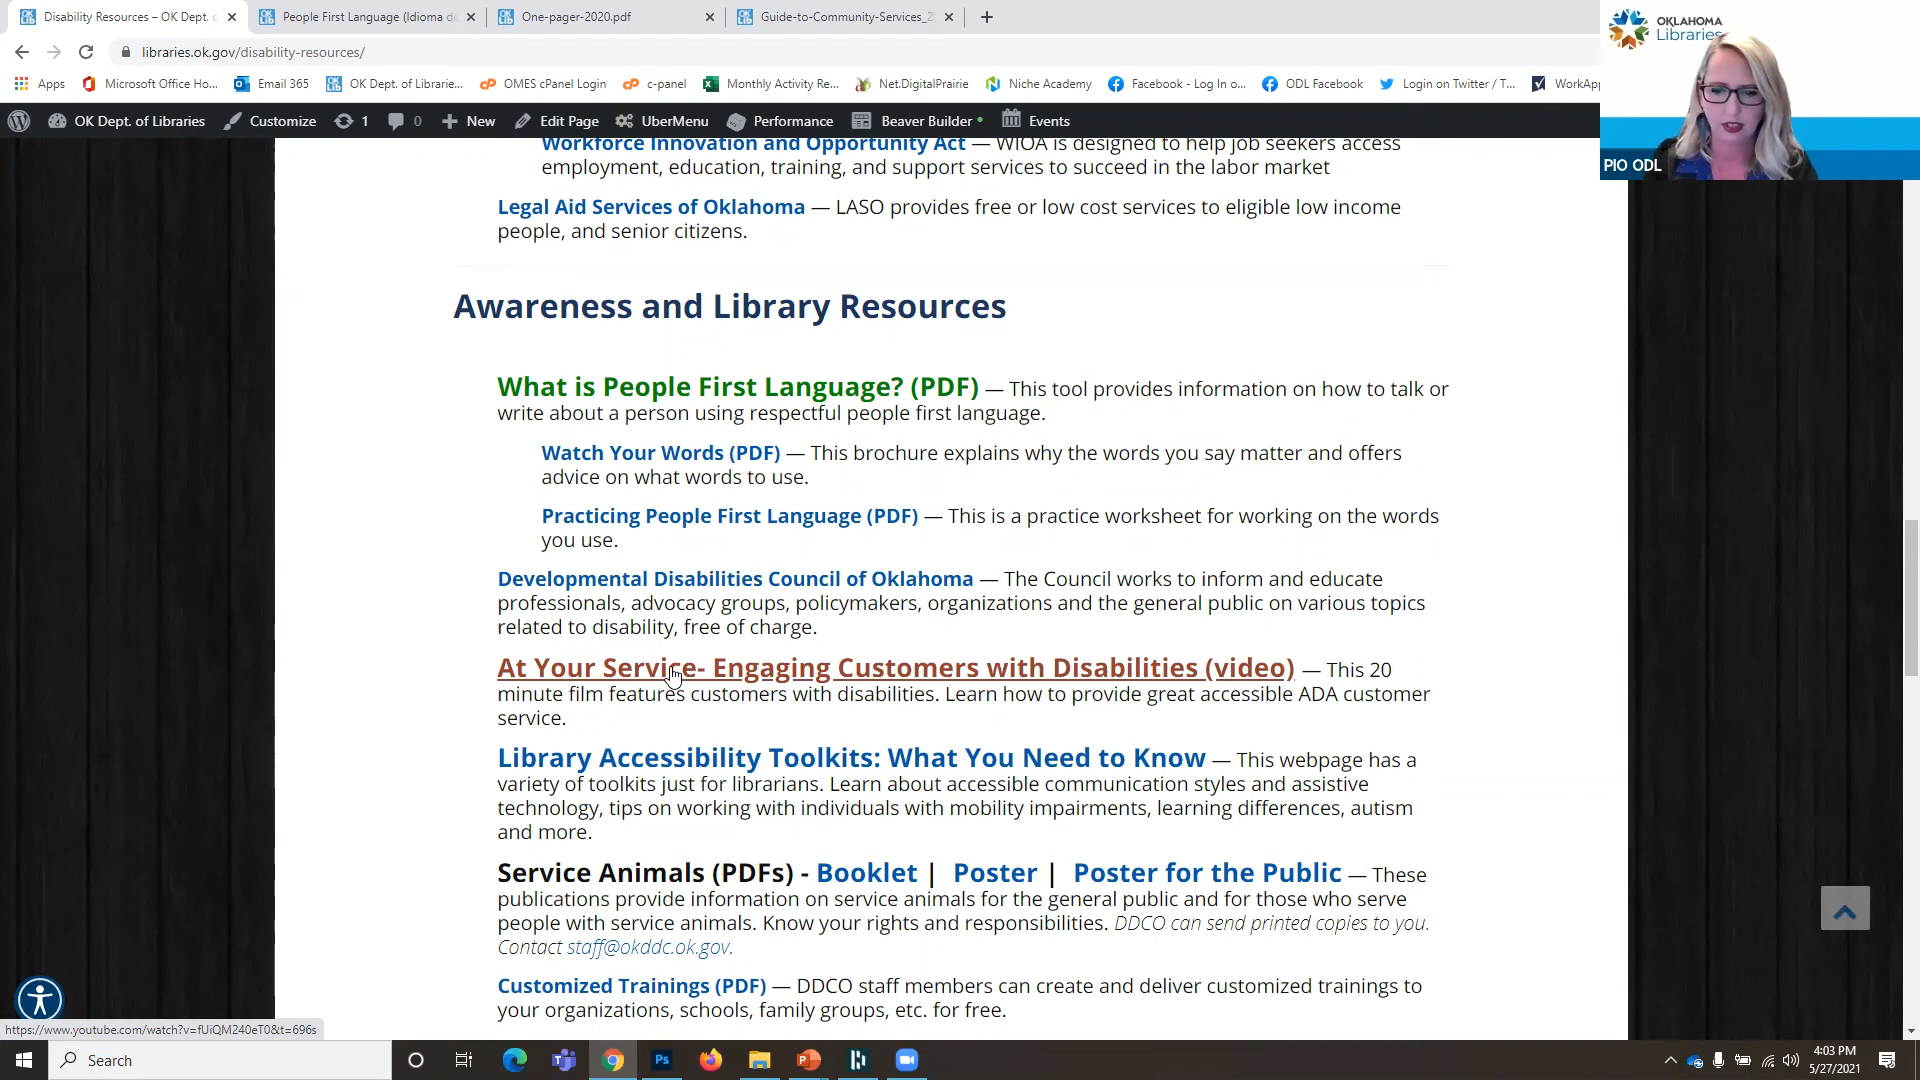 Disability Resources – OK Dept. o
People First Language (Idioma de
One-pager-2020.pdf
Guide-to-Community-Services_2
OKLAHOMA
Libraries
libraries.ok.gov/disability-resources/
Apps
Microsoft Office Ho...
Email 365
OK Dept. of Librarie...
OMES cPanel Login
c-panel
Monthly Activity Re...
Net.DigitalPrairie
Niche Academy
Facebook - Log In o...
ODL Facebook
Login on Twitter / T...
WorkApp
OK Dept. of Libraries
Customize
1
0
New
Edit Page
UberMenu
Performance
Beaver Builder
Events
PIO ODL
Workforce Innovation and Opportunity Act — WIOA is designed to help job seekers access
employment, education, training, and support services to succeed in the labor market
Legal Aid Services of Oklahoma — LASO provides free or low cost services to eligible low income
people, and senior citizens.
Awareness and Library Resources
What is People First Language? (PDF) — This tool provides information on how to talk or
write about a person using respectful people first language.
Watch Your Words (PDF) — This brochure explains why the words you say matter and offers
advice on what words to use.
Practicing People First Language (PDF) — This is a practice worksheet for working on the words
you use.
Developmental Disabilities Council of Oklahoma — The Council works to inform and educate
professionals, advocacy groups, policymakers, organizations and the general public on various topics
related to disability, free of charge.
At Your Service- Engaging Customers with Disabilities (video) — This 20
minute film features customers with disabilities. Learn how to provide great accessible ADA customer
service.
Library Accessibility Toolkits: What You Need to Know — This webpage has a
variety of toolkits just for librarians. Learn about accessible communication styles and assistive
technology, tips on working with individuals with mobility impairments, learning differences, autism
and more.
Service Animals (PDFs) - Booklet | Poster | Poster for the Public — These
publications provide information on service animals for the general public and for those who serve
people with service animals. Know your rights and responsibilities. DDCO can send printed copies to you.
Contact staff@okddc.ok.gov.
Customized Trainings (PDF) — DDCO staff members can create and deliver customized trainings to
your organizations, schools, family groups, etc. for free.
https://www.youtube.com/watch?v=fUiQM240eT0&t=696s
Search
Ps
4:03 PM
5/27/2021